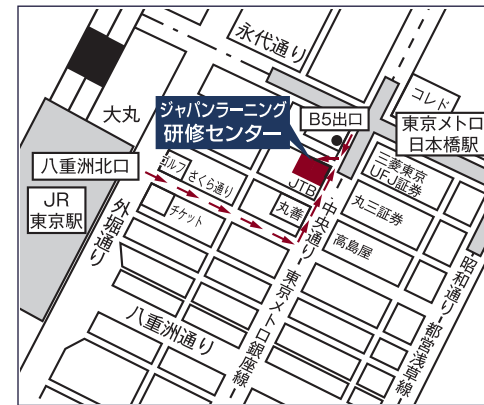 永代通り
コレド
大丸
ジャパンラーニング
研修センター
B5出口
東京メトロ
日本橋駅
八重洲北口
ゴルフ
さくら通り
JTB
三菱東京
UFJ証券
JR
東京駅
チケット
丸善
中央通り
丸三証券
外堀通り
高島屋
昭和通り
八重洲通り
東京メトロ銀座線
都営浅草線